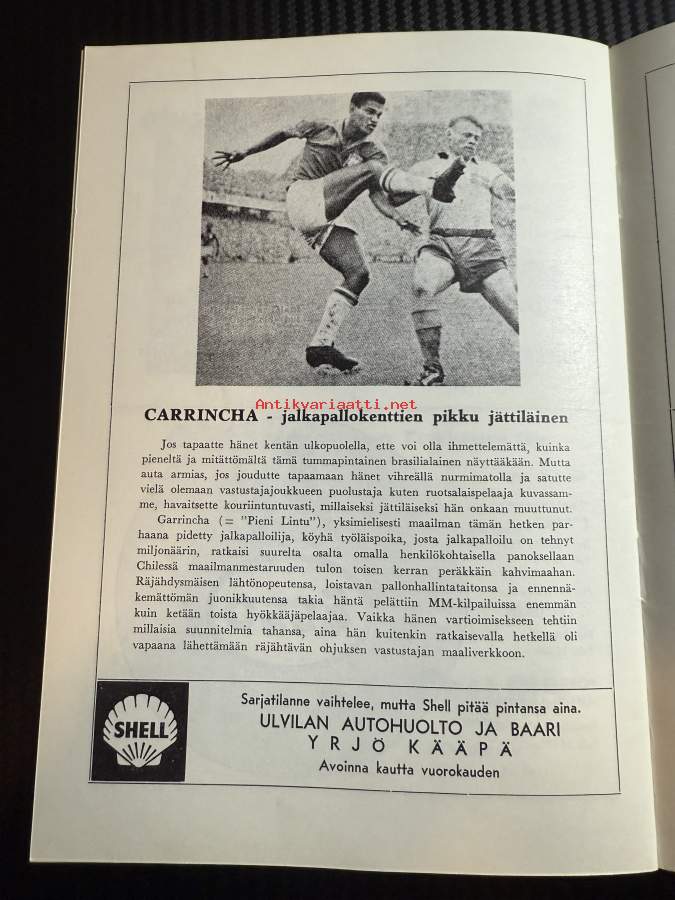 Antikvariaatti.net
CARRINCHA - jalkapallokenttien pikku jättiläinen
Jos tapaatte hänet kentän ulkopuolella, ette voi olla ihmettelemättä, kuinka
pieneltä ja mitättömältä tämä tummapintainen brasilialainen näyttääkään. Mutta
auta armias, jos joudutte tapaamaan hänet vihreällä nurmimatolla ja satutte
vielä olemaan vastustajajoukkueen puolustaja kuten ruotsalaispelaaja kuvassam-
me, havaitsette kouriintuntuvasti, millaiseksi jättiläiseksi hän onkaan muuttunut.
Garrincha (= "Pieni Lintu"), yksimielisesti maailman tämän hetken par-
haana pidetty jalkapalloilija, köyhä työläispoika, josta jalkapalloilu on tehnyt
miljonäärin, ratkaisi suurelta osalta omalla henkilökohtaisella panoksellaan
Chilessä maailmanmestaruuden tulon toisen kerran peräkkäin kahvimaahan.
Räjähdysmäisen lähtönopeutensa, loistavan pallonhallintataitonsa ja ennennä-
kemättömän juonikkuutensa takia häntä pelättiin MM-kilpailuissa enemmän
kuin ketään toista hyökkääjäpelaajaa. Vaikka hänen vartioimisekseen tehtiin
millaisia suunnitelmia tahansa, aina hän kuitenkin ratkaisevalla hetkellä oli
vapaana lähettämään räjähtävän ohjuksen vastustajan maaliverkkoon.
SHELL
Sarjatilanne vaihtelee, mutta Shell pitää pintansa aina.
ULVILAN AUTOHUOLTO JA BAARI
YRJÖ KÄÄPÄ
Avoinna kautta vuorokauden